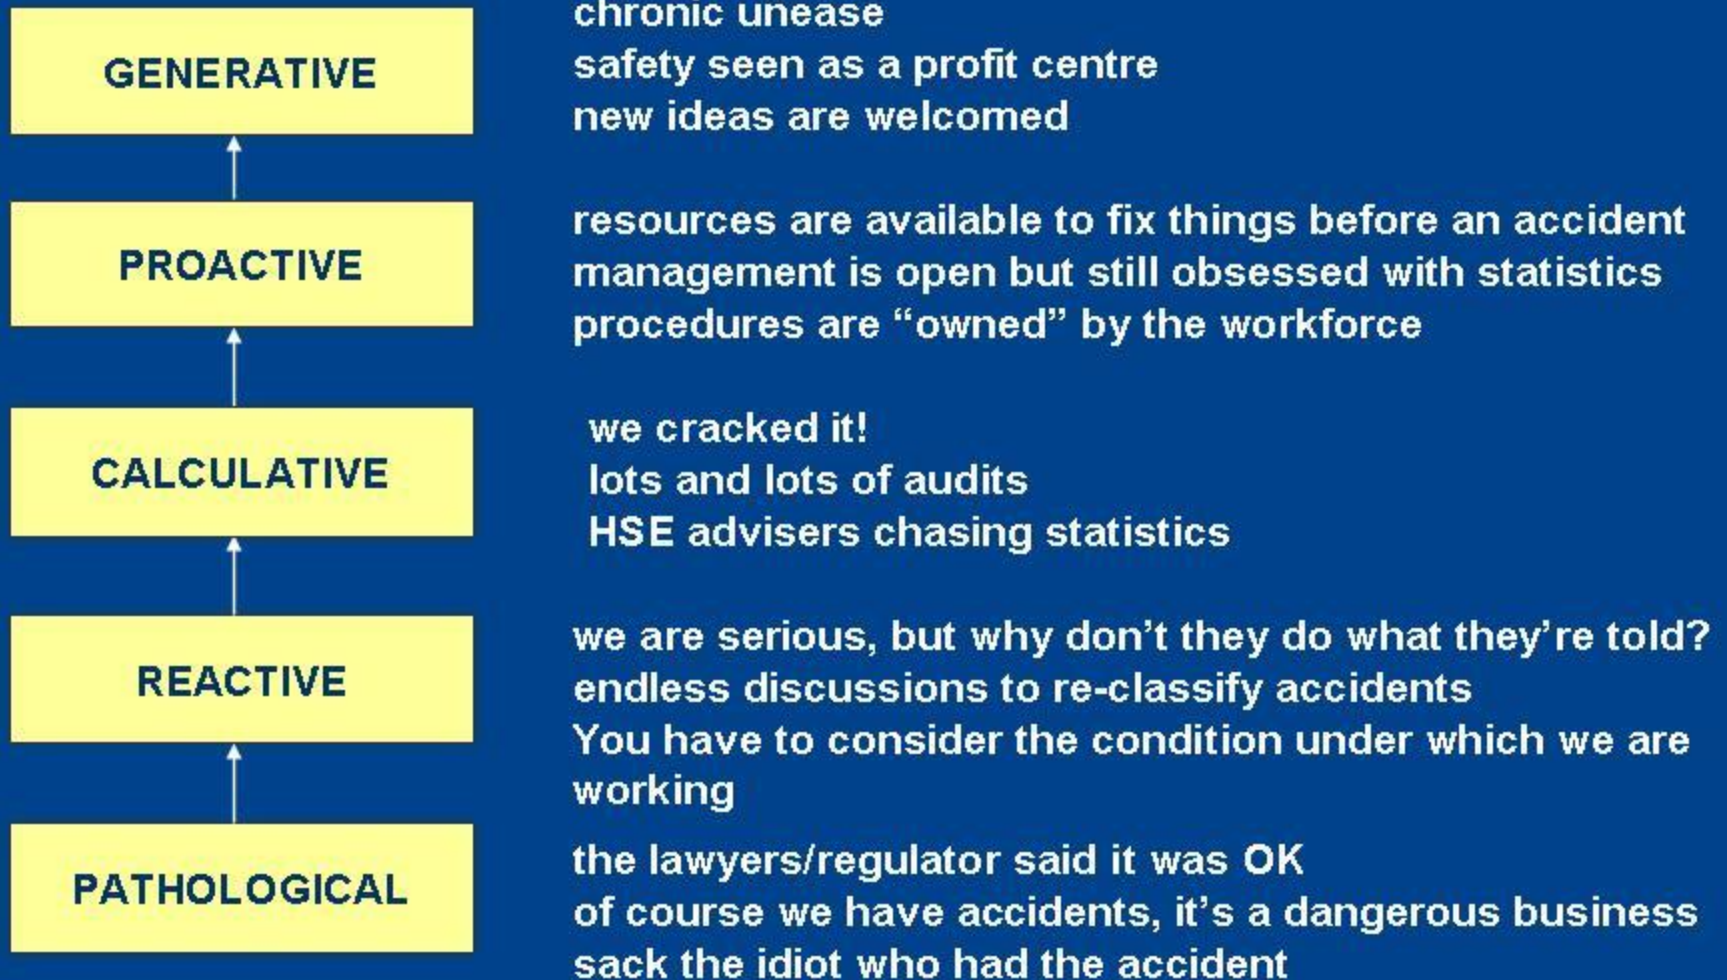 GENERATIVE
chronic unease
safety seen as a profit centre
new ideas are welcomed
PROACTIVE
resources are available to fix things before an accident
management is open but still obsessed with statistics
procedures are “owned” by the workforce
CALCULATIVE
we cracked it!
lots and lots of audits
HSE advisers chasing statistics
REACTIVE
we are serious, but why don’t they do what they’re told?
endless discussions to re-classify accidents
You have to consider the condition under which we are
working
PATHOLOGICAL
the lawyers/regulator said it was OK
of course we have accidents, it’s a dangerous business
sack the idiot who had the accident